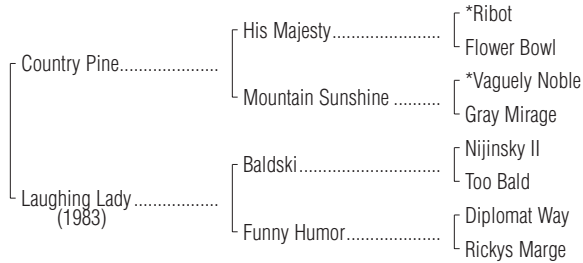 *Ribot
His Majesty........................
Flower Bowl
Country Pine.....................
*Vaguely Noble
Mountain Sunshine ..........
Gray Mirage
Nijinsky II
Baldski...............................
Too Bald
Laughing Lady..................
(1983)
Diplomat Way
Funny Humor.....................
Rickys Marge